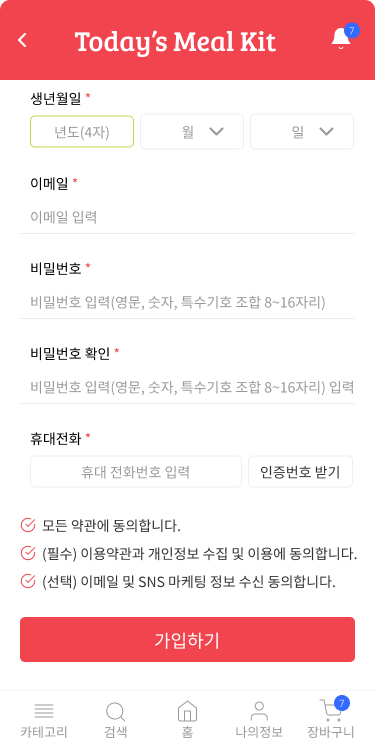 Today's Meal Kit
7
생년월일 *
년도(4자) 월 일
이메일 *
이메일 입력
비밀번호 *
비밀번호 입력(영문, 숫자, 특수기호 조합 8~16자리)
비밀번호 확인 *
비밀번호 입력(영문, 숫자, 특수기호 조합 8~16자리) 입력
휴대전화 *
휴대 전화번호 입력 인증번호 받기
모든 약관에 동의합니다.
(필수) 이용약관과 개인정보 수집 및 이용에 동의합니다.
(선택) 이메일 및 SNS 마케팅 정보 수신 동의합니다.
가입하기
7
카테고리 검색 홈 나의정보 장바구니